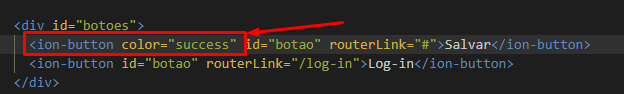 <div id="botoes">
<ion-button color="success" id="botao" routerLink="#">Salvar</ion-button>
<ion-button id="botao" routerLink="/log-in">Log-in</ion-button>
</div>